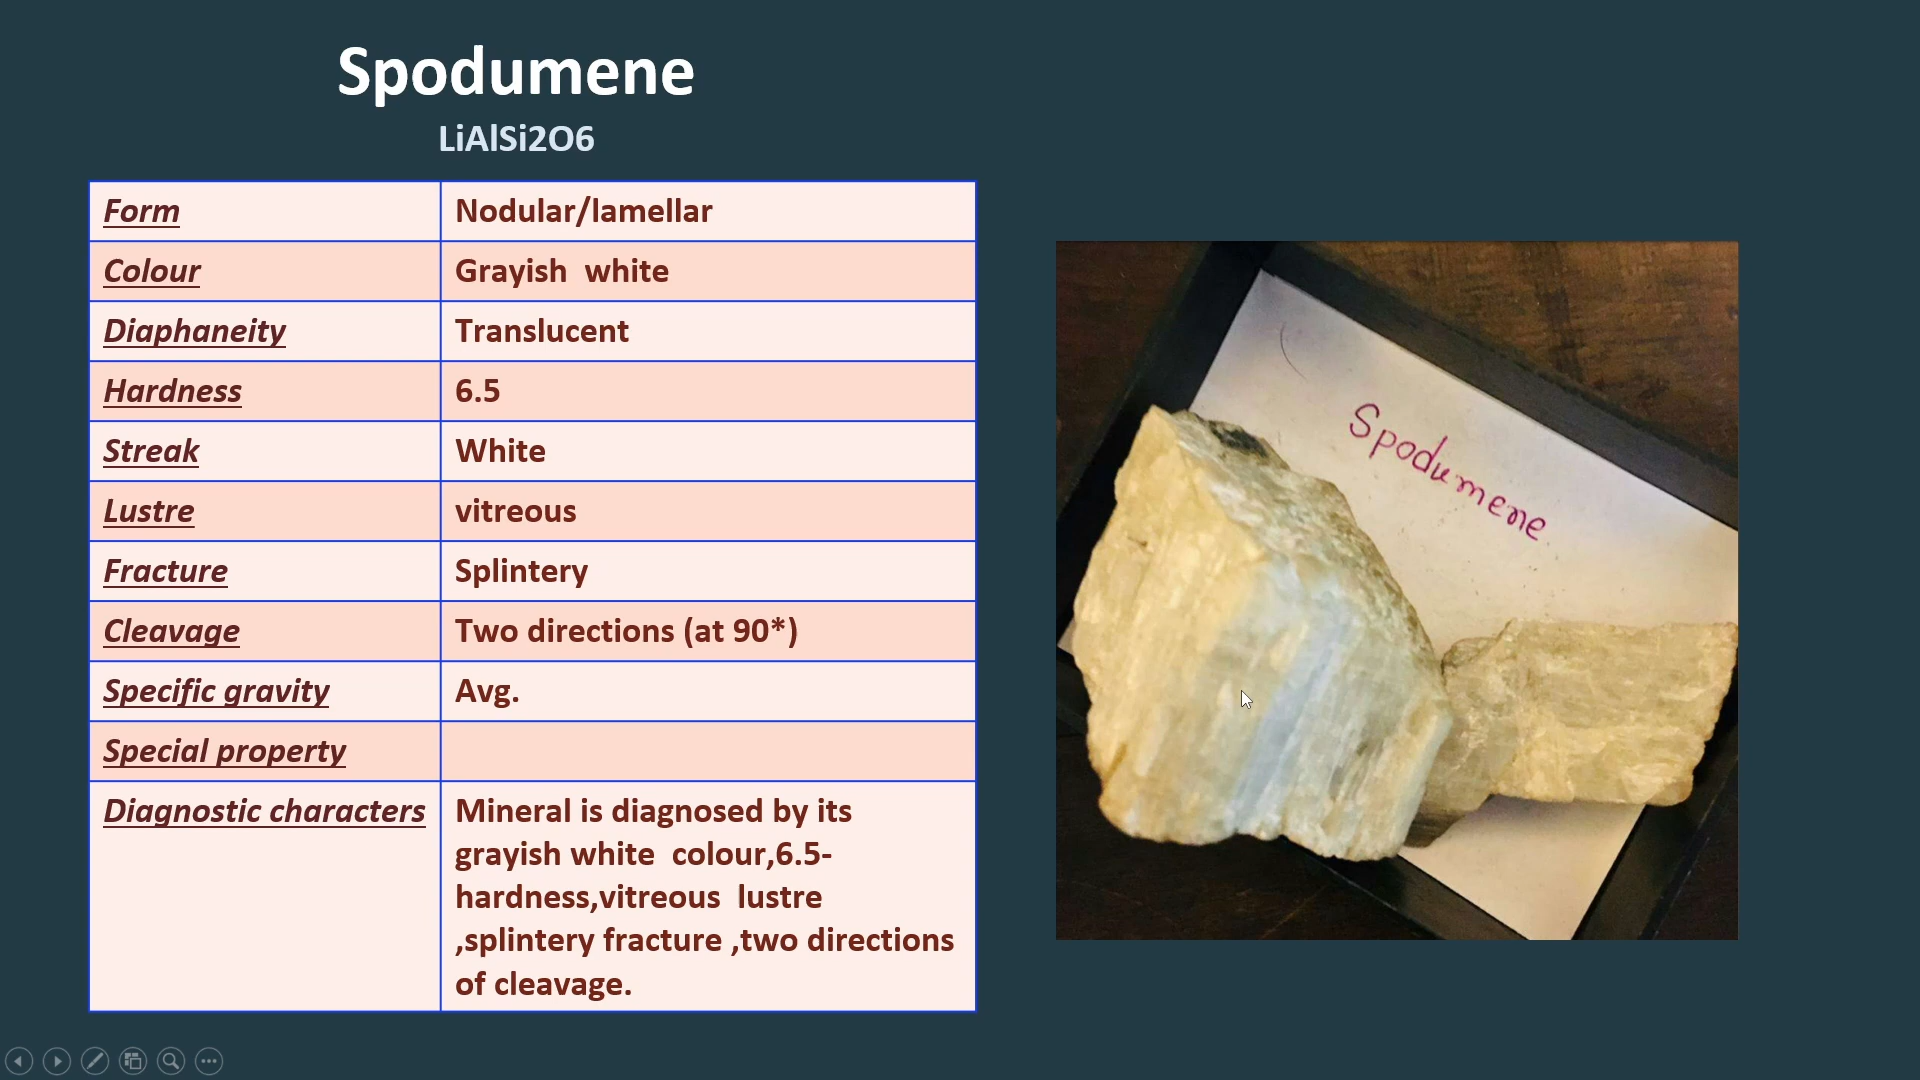 Spodumene
LiAlSi2O6
Form Nodular/lamellar
Colour Grayish  white
Diaphaneity Translucent
Hardness 6.5
Streak White
Lustre vitreous
Fracture Splintery
Cleavage Two directions (at 90*)
Specific gravity Avg.
Special property
Diagnostic characters Mineral is diagnosed by its
grayish white  colour,6.5-
hardness,vitreous  lustre
,splintery fracture ,two directions
of cleavage.
Spodumene